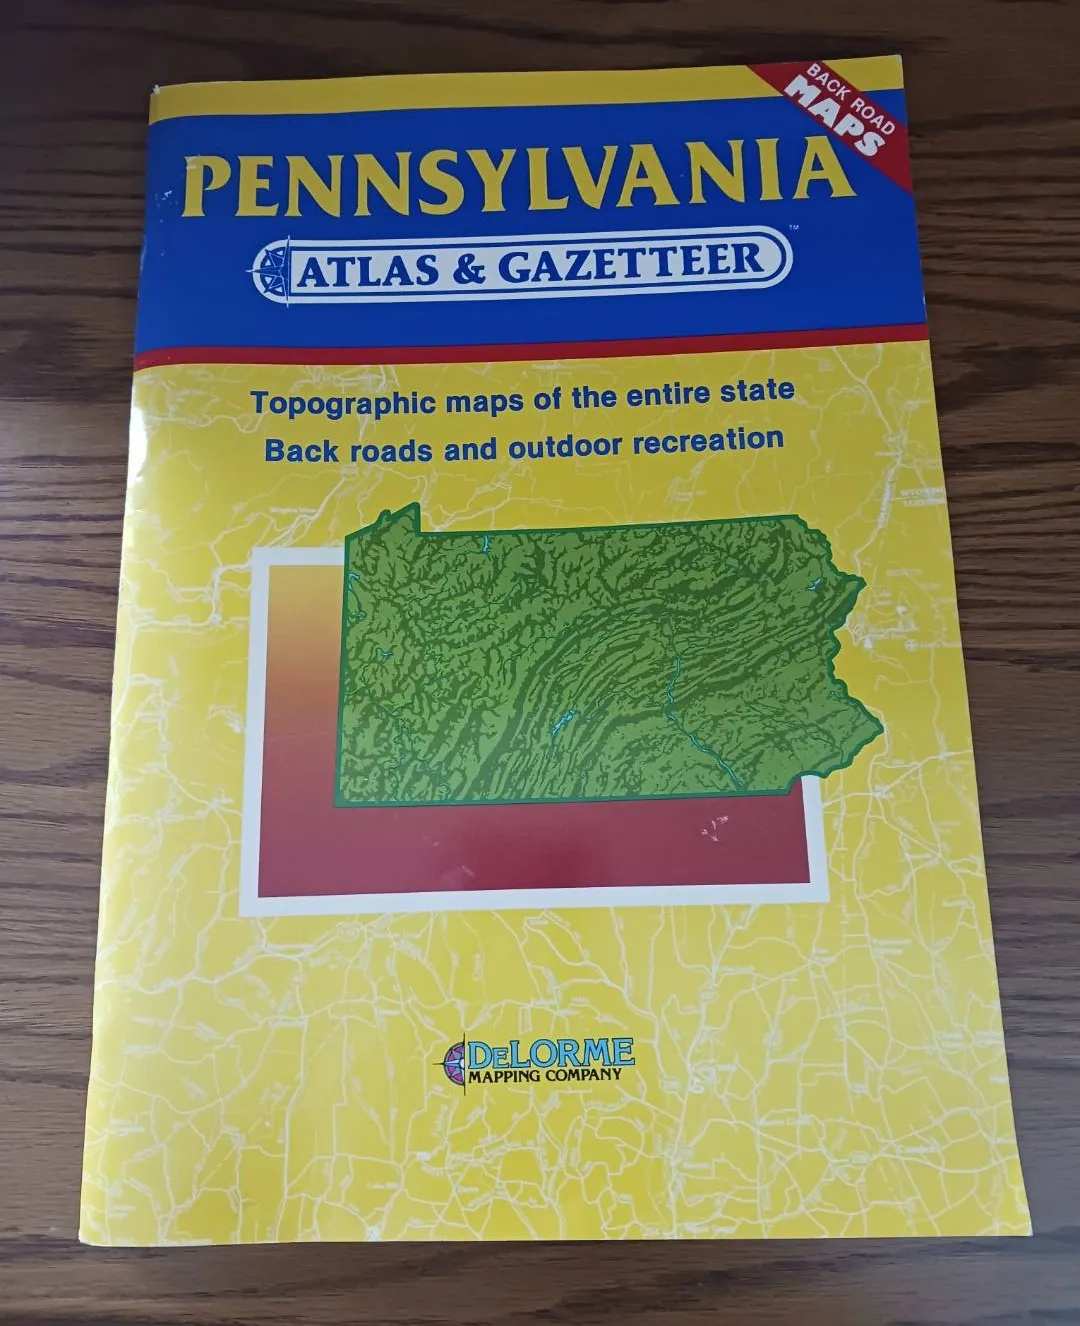 BACK ROAD
MAPS
PENNSYLVANIA
ATLAS & GAZETTEER
TM
Topographic maps of the entire state
Back roads and outdoor recreation
DELORME
MAPPING COMPANY